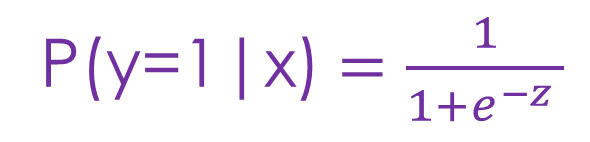 P(y=1|x) = 1/(1+e^{-z})